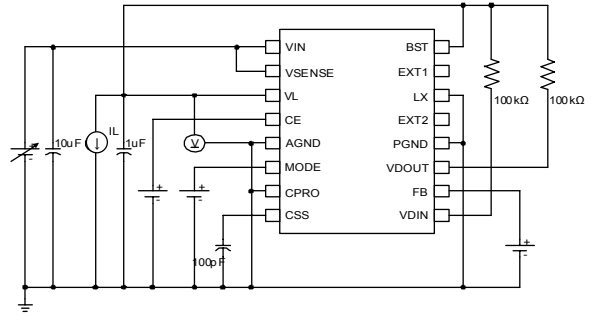 VIN
BST
VSENSE
EXT1
VL
LX
CE
EXT2
AGND
PGND
MODE
VDOUT
CPRO
FB
CSS
VDIN
10uF
IL
1uF
V
100kΩ
100kΩ
100pF
+
-
+
-
+
-
+
-